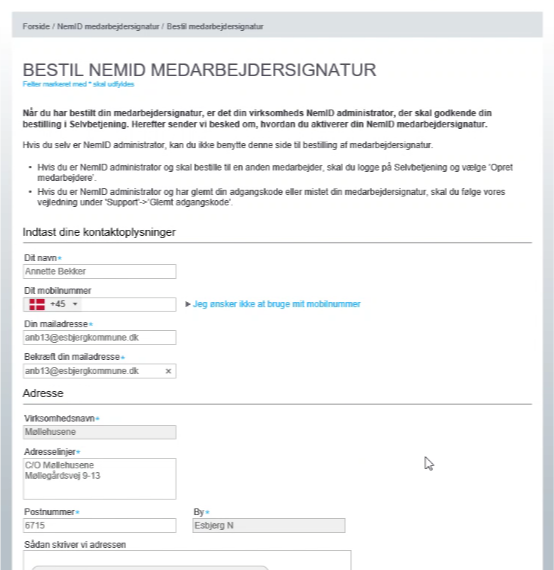 Forside / NemID medarbejdersignatur / Bestil medarbejdersignatur
BESTIL NEMID MEDARBEJDERSIGNATUR
Felter markeret med * skal udfyldes
Når du har bestilt din medarbejdersignatur, er det din virksomheds NemID administrator, der skal godkende din
bestilling i Selvbetjening. Herefter sender vi besked om, hvordan du aktiverer din NemID medarbejdersignatur.
Hvis du selv er NemID administrator, kan du ikke benytte denne side til bestilling af medarbejdersignatur.
• Hvis du er NemID administrator og skal bestille til en anden medarbejder, skal du logge på Selvbetjening og vælge 'Opret
medarbejdere'.
• Hvis du er NemID administrator og har glemt din adgangskode eller mistet din medarbejdersignatur, skal du følge vores
vejledning under 'Support'->'Glemt adgangskode'.
Indtast dine kontaktoplysninger
Dit navn*
Annette Bekker
Dit mobilnummer
+45
Jeg ønsker ikke at bruge mit mobilnummer
Din mailadresse*
anb13@esbjergkommune.dk
Bekræft din mailadresse*
anb13@esbjergkommune.dk ×
Adresse
Virksomhedsnavn*
Møllehusene
Adresselinjer*
C/O Møllehusene
Møllegårdsvej 9-13
Postnummer* By*
6715 Esbjerg N
Sådan skriver vi adressen